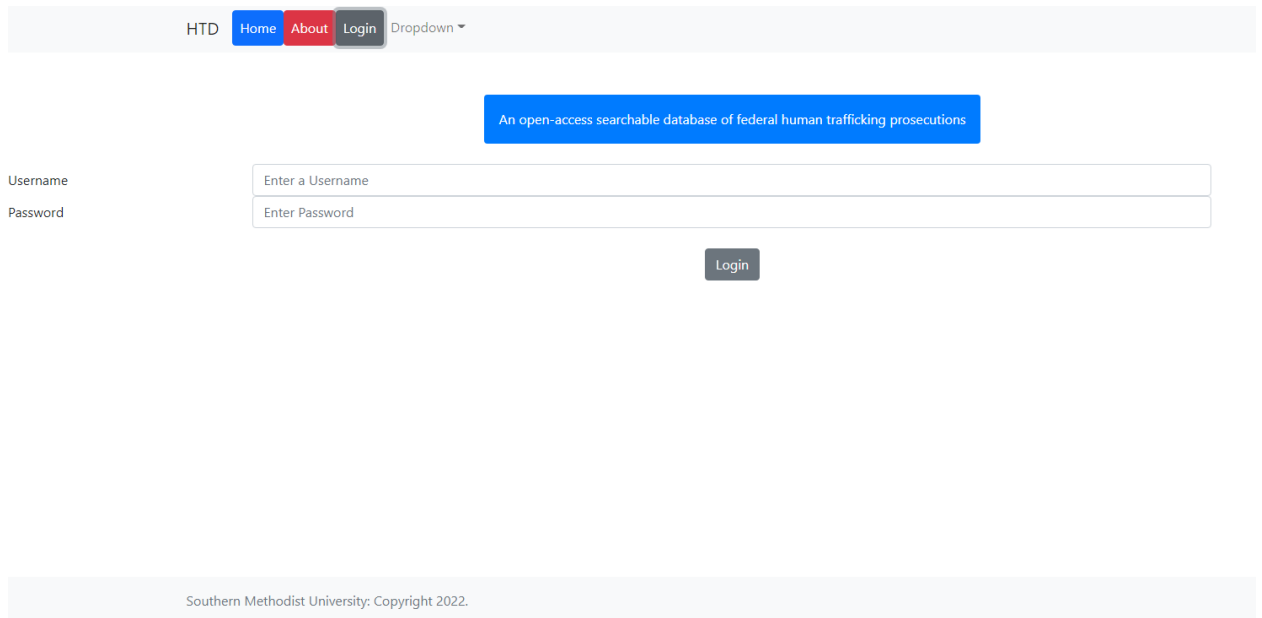 HTD Home About Login Dropdown
An open-access searchable database of federal human trafficking prosecutions
Username Enter a Username
Password Enter Password
Login
Southern Methodist University: Copyright 2022.